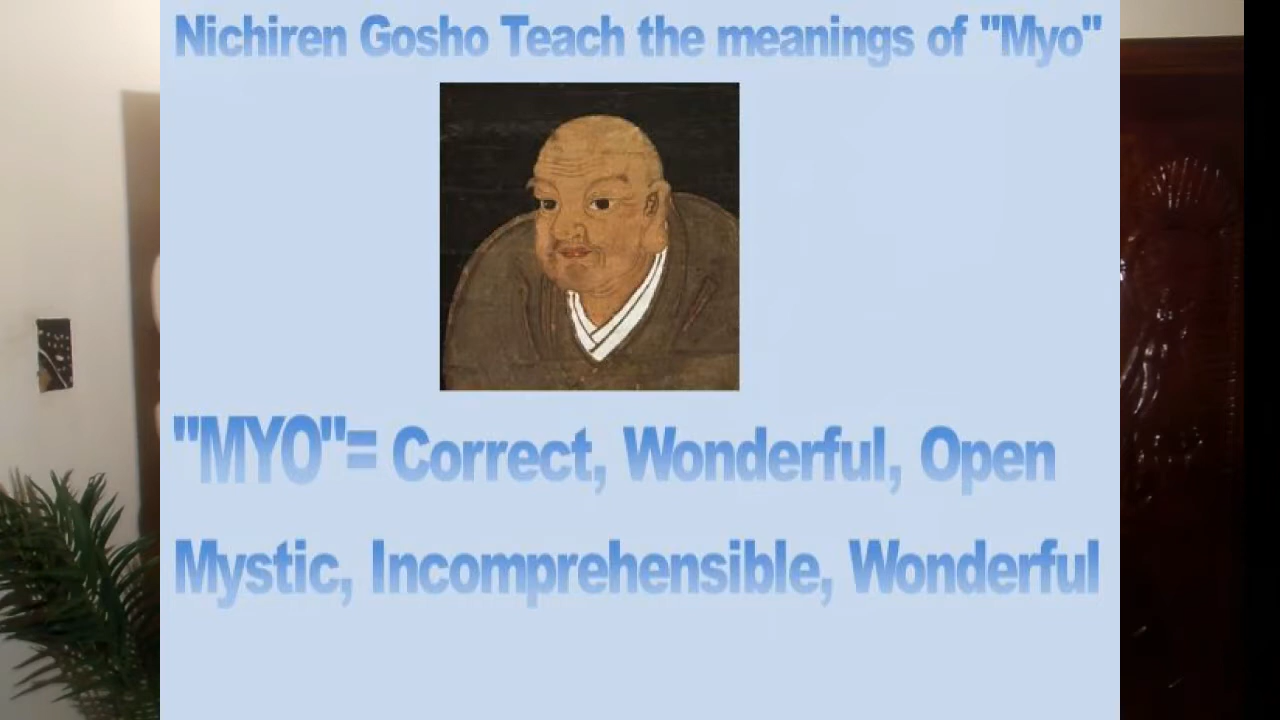 Nichiren Gosho Teach the meanings of "Myo"
"MYO"= Correct, Wonderful, Open
Mystic, Incomprehensible, Wonderful